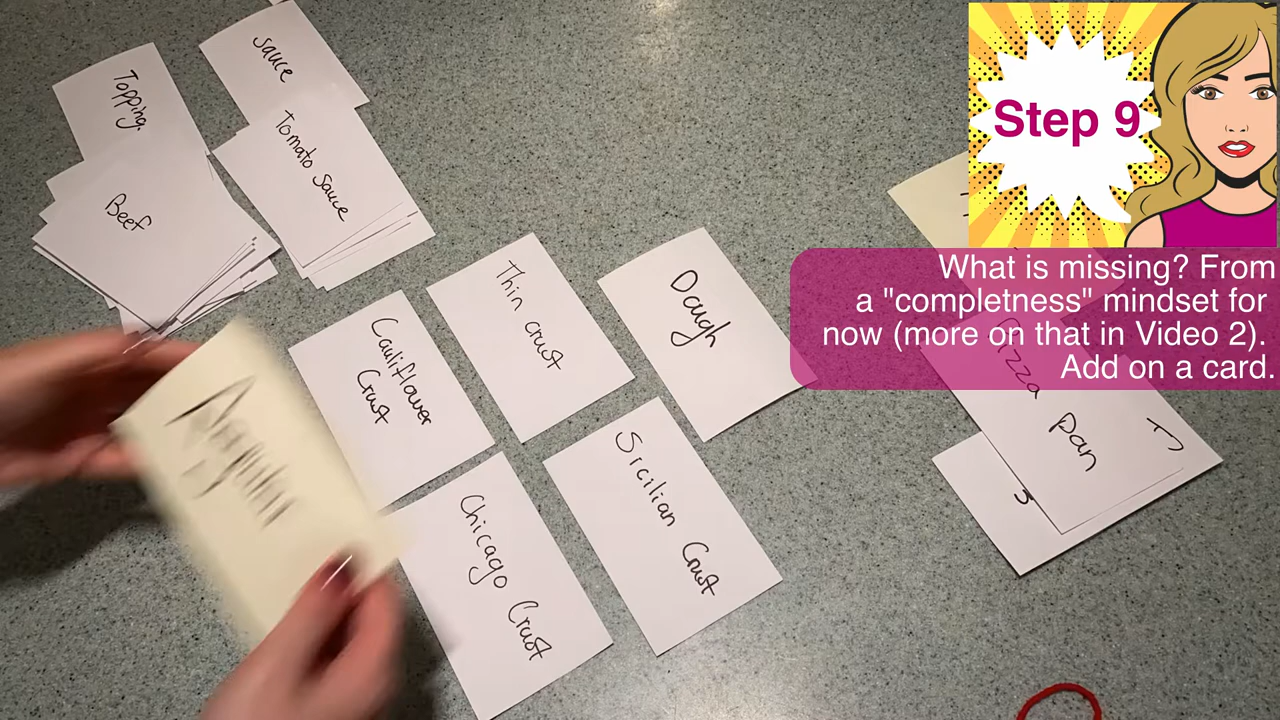 Topping.
Beef
Sauce
Tomato Sauce
Cauliflower
Crust
Thin crust
Dough
Chicago Crust
Sicilian Crust
Pizza
Pan
Step 9
What is missing? From
a "completness" mindset for
now (more on that in Video 2).
Add on a card.